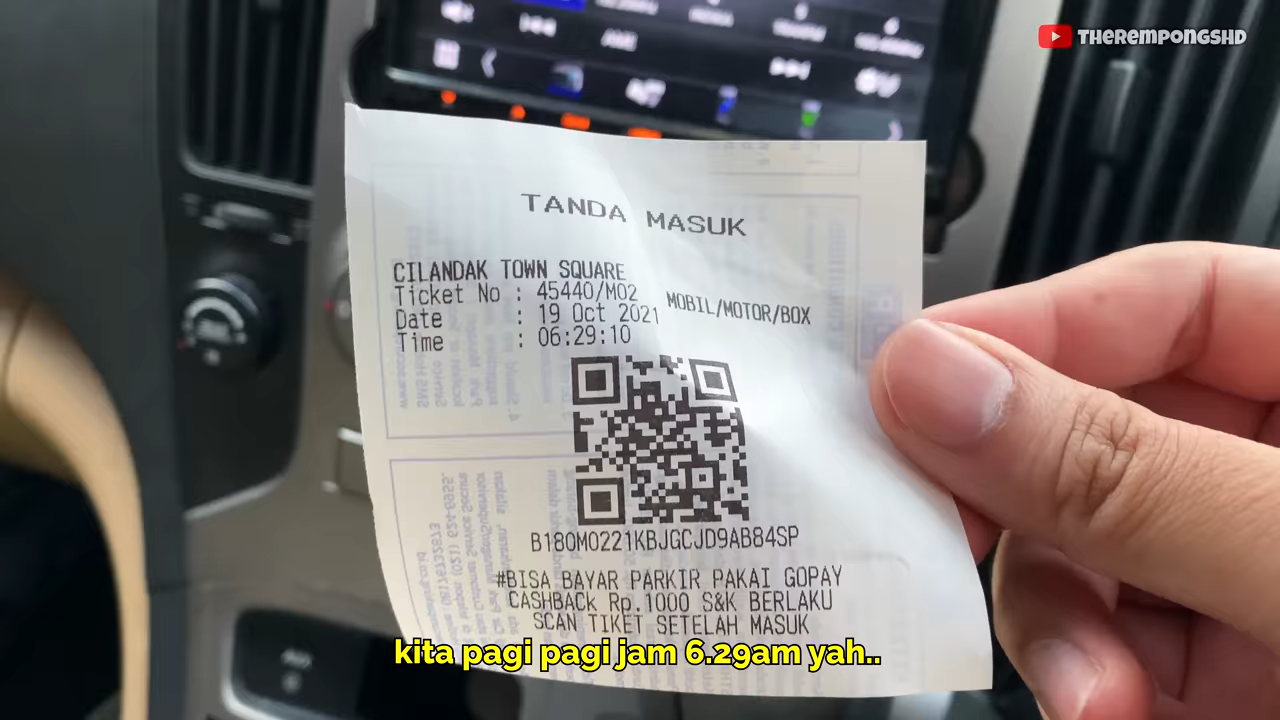 THEREMPONGSHD
TANDA MASUK
CILANDAK TOWN SQUARE
Ticket No : 45440/M02
MOBIL/MOTOR/BOX
Date : 19 Oct 2021
Time : 06:29:10
B180M0221KBJGCJD9AB84SP
#BISA BAYAR PARKIR PAKAI GOPAY
CASHBACk Rp.1000 S&K BERLAKU
SCAN TIKET SETELAH MASUK
kita pagi pagi jam 6.29am yah..